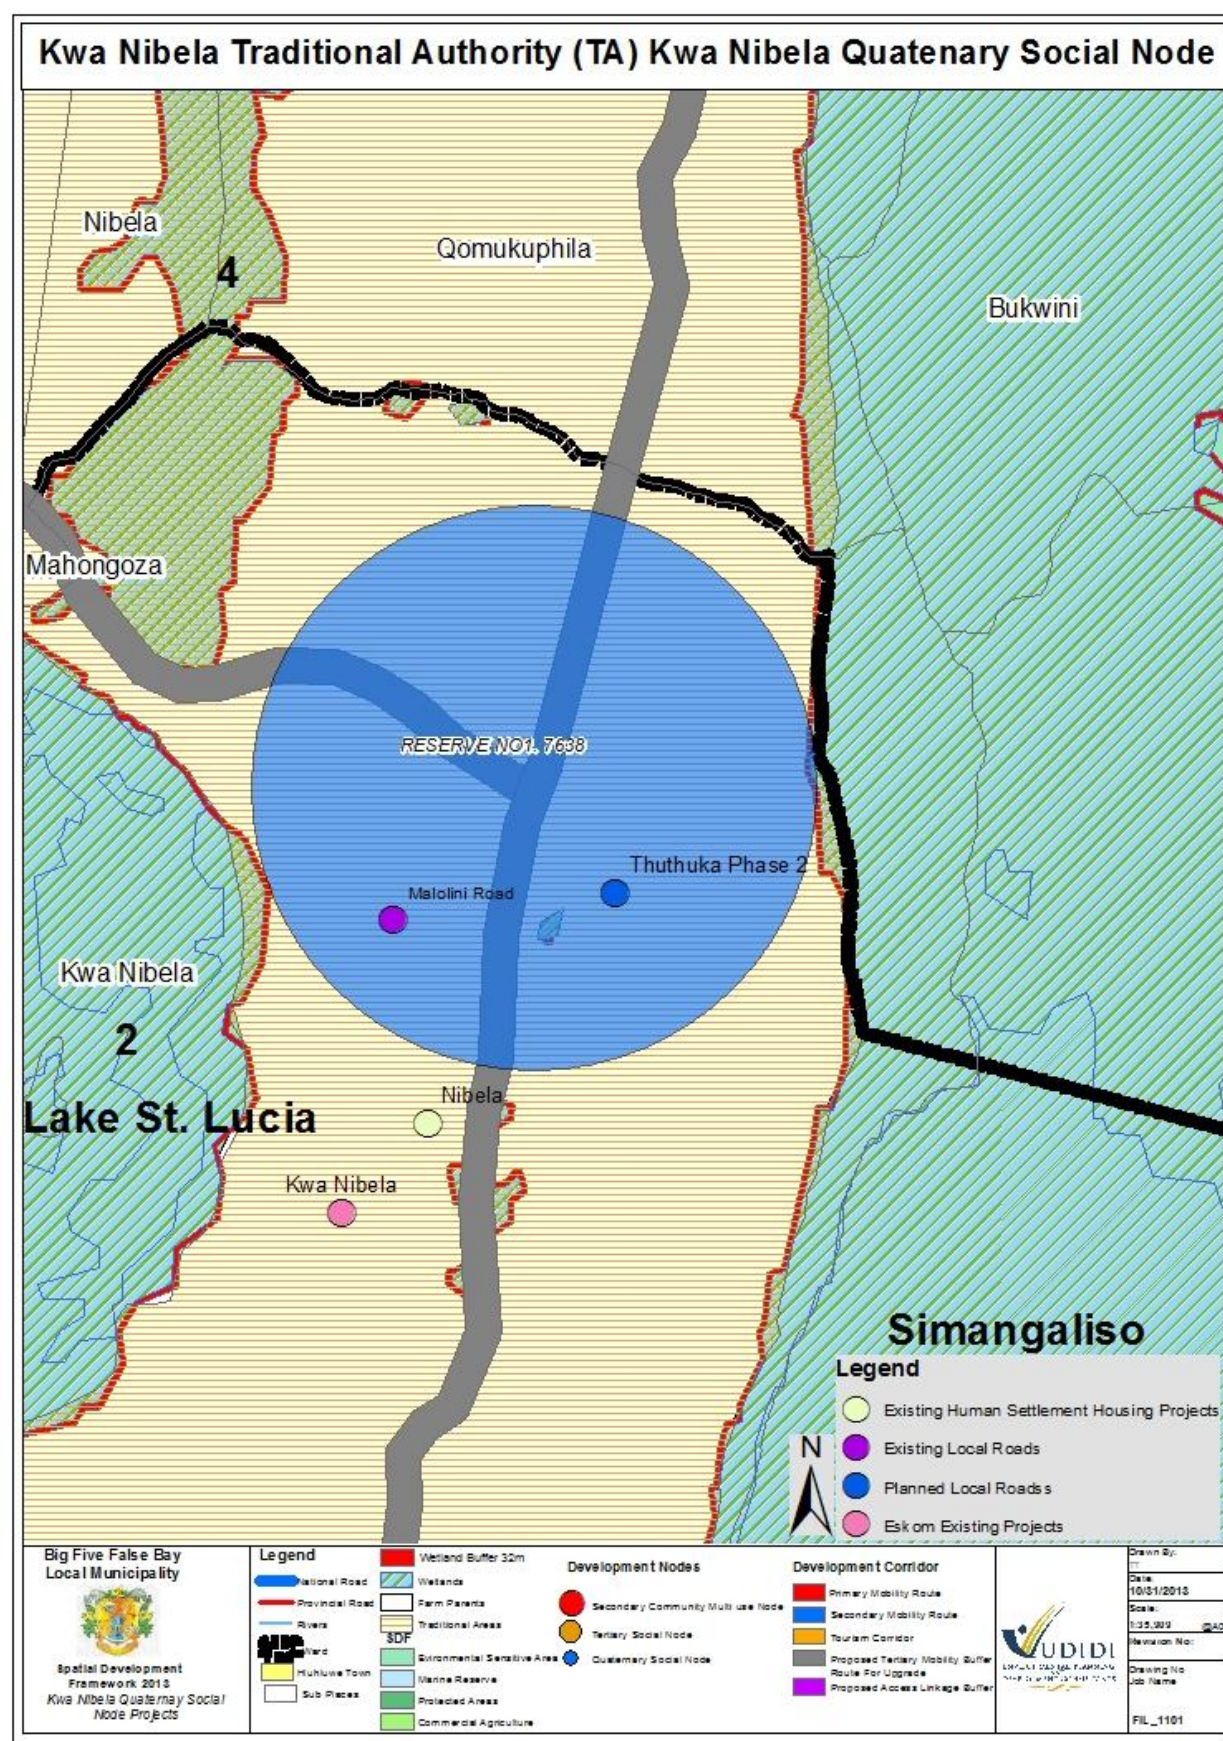 Kwa Nibela Traditional Authority (TA) Kwa Nibela Quatenary Social Node
Nibela
4
Qomukuphila
Bukwini
Mahongoza
RESERVE NO1. 7638
Thuthuka Phase 2
Malolini Road
Kwa Nibela
2
Lake St. Lucia
Nibela
Kwa Nibela
Simangaliso
Legend
Existing Human Settlement Housing Projects
Existing Local Roads
Planned Local Roadss
Eskom Existing Projects
N
Big Five False Bay
Local Municipality
Spatial Development
Framework 2013
Kwa Nibela Quaternay Social
Node Projects
Legend
National Road
Provincial Road
Rivers
Ward
Hluhluwe Town
Sub Places
Wetland Buffer 32m
Wetlands
Farm Parents
Traditional Areas
SDF
Evironmental Sensitive Area
Marine Reserve
Protected Areas
Commercial Agriculture
Development Nodes
Secondary Community Multi use Node
Tertiary Social Node
Quaternary Social Node
Development Corridor
Primary Mobility Route
Secondary Mobility Route
Tourism Corridor
Proposed Tertiary Mobility Buffer
Route For Upgrade
Proposed Access Linkage Buffer
VUDIDI
Drawn By:
TT
Date:
10/31/2013
Scale:
Revision No:
Drawing No
Job Name
FIL_1101